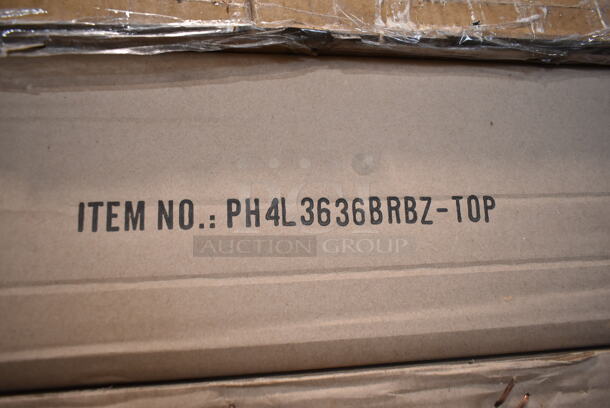 ITEM NO.: PH4L3636BRBZ-TOP
AUCTION GROUP